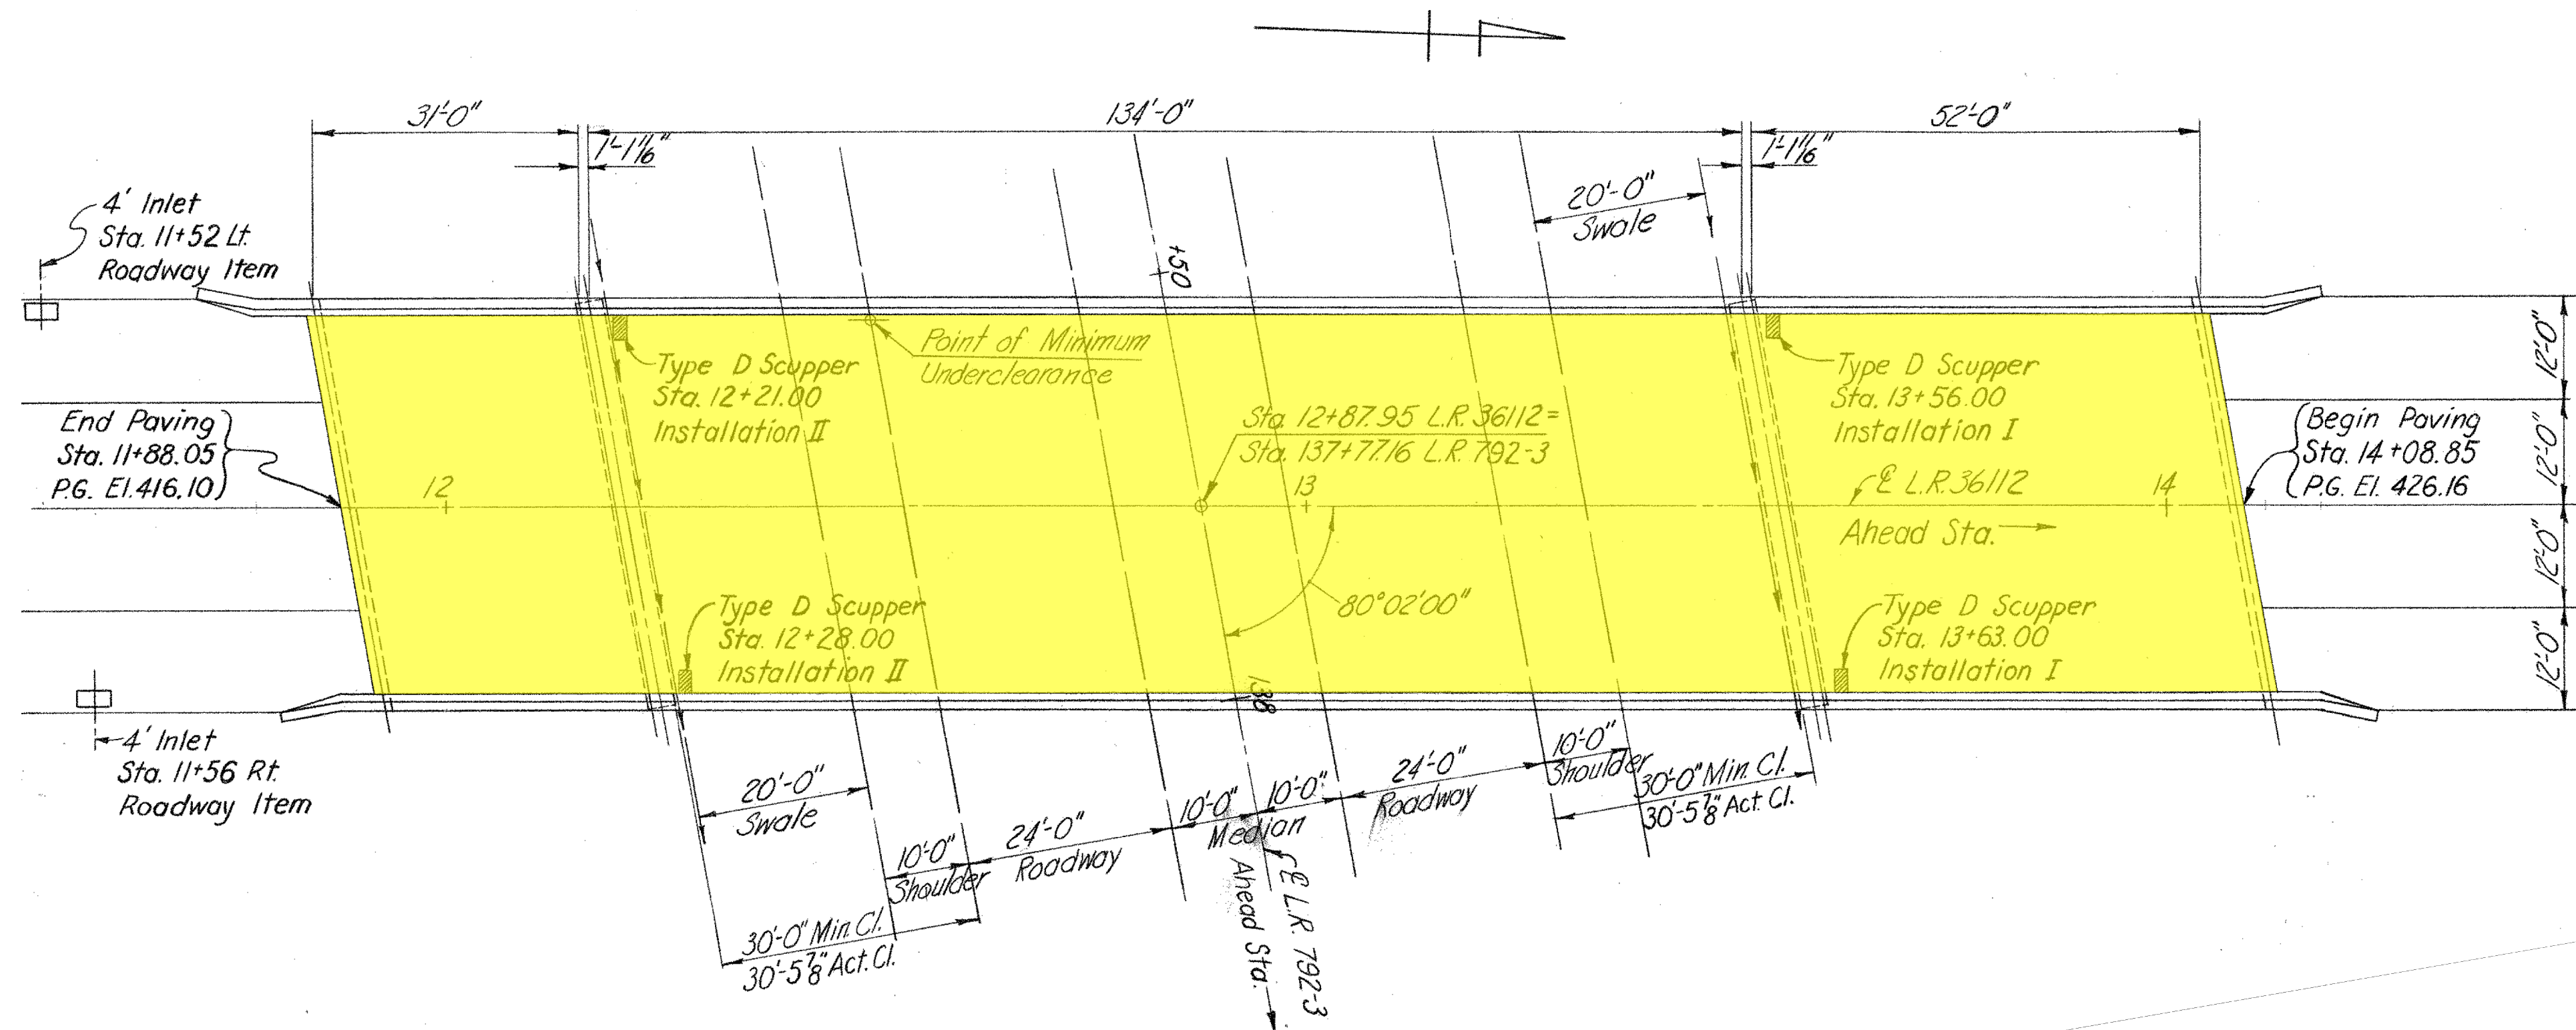 31'-0"
134'-0"
52'-0"
1'-1 1/16"
1'-1 1/16"
20'-0"
Swale
4' Inlet
Sta. 11+52 Lt.
Roadway Item
+50
Point of Minimum
Underclearance
Type D Scupper
Sta. 12+21.00
Installation II
Type D Scupper
Sta. 13+56.00
Installation I
End Paving
Sta. 11+88.05
P.G. El. 416.10
Sta. 12+87.95 L.R. 36112 =
Sta. 137+77.16 L.R. 792-3
Begin Paving
Sta. 14+08.85
P.G. El. 426.16
12
13
14
℄ L.R. 36112
Ahead Sta.
80°02'00"
Type D Scupper
Sta. 12+28.00
Installation II
Type D Scupper
Sta. 13+63.00
Installation I
12'-0"
12'-0"
12'-0"
12'-0"
138
4' Inlet
Sta. 11+56 Rt.
Roadway Item
20'-0"
Swale
10'-0"
Shoulder
24'-0"
Roadway
10'-0"
10'-0"
Median
24'-0"
Roadway
10'-0"
Shoulder
30'-0" Min. Cl.
30'-5 7/8" Act. Cl.
30'-0" Min. Cl.
30'-5 7/8" Act. Cl.
℄ L.R. 792-3
Ahead Sta.